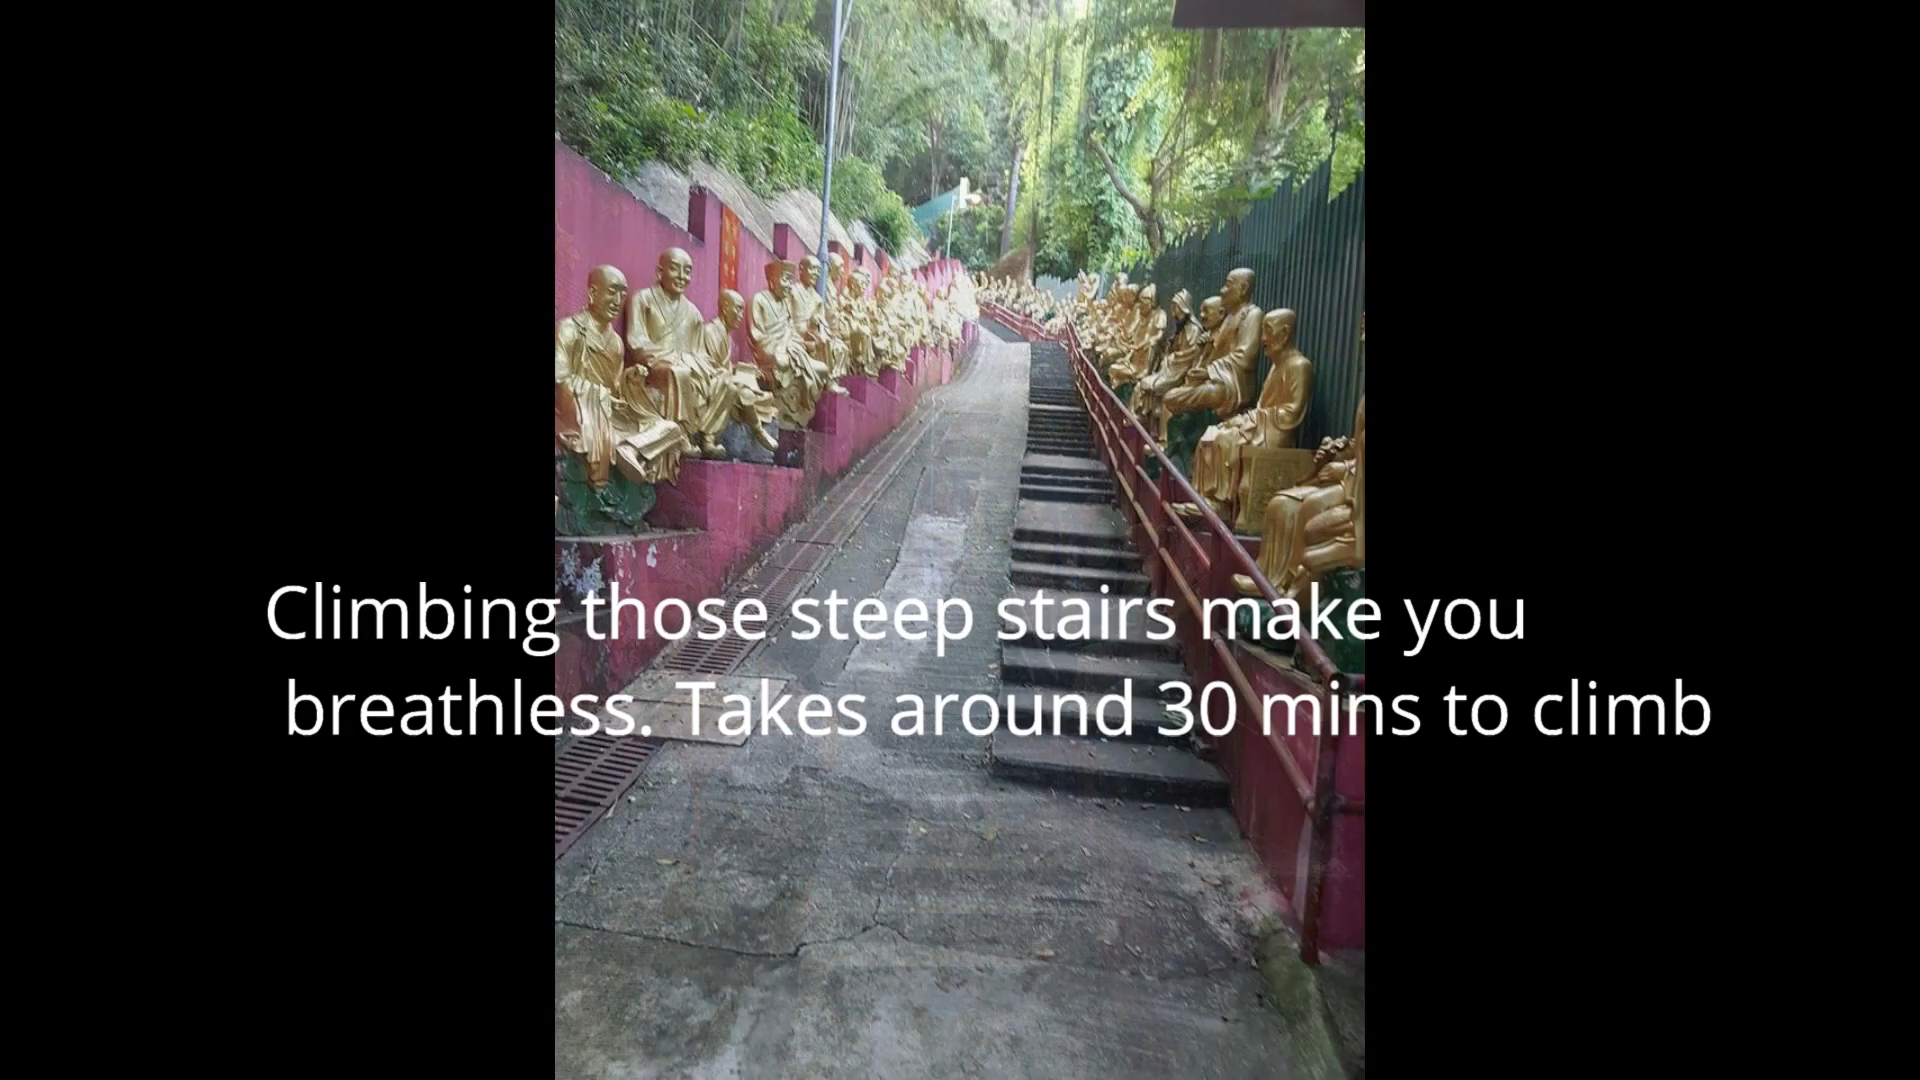 Climbing those steep stairs make you
breathless. Takes around 30 mins to climb